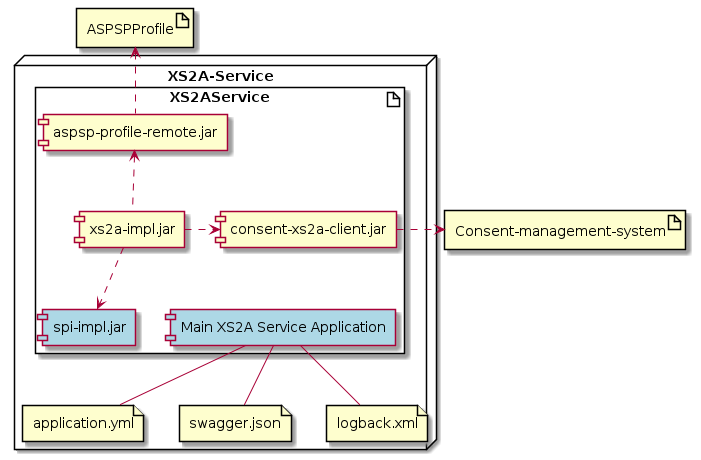 ASPSPProfile
XS2A-Service
XS2AService
aspsp-profile-remote.jar
xs2a-impl.jar
consent-xs2a-client.jar
Consent-management-system
spi-impl.jar
Main XS2A Service Application
application.yml
swagger.json
logback.xml